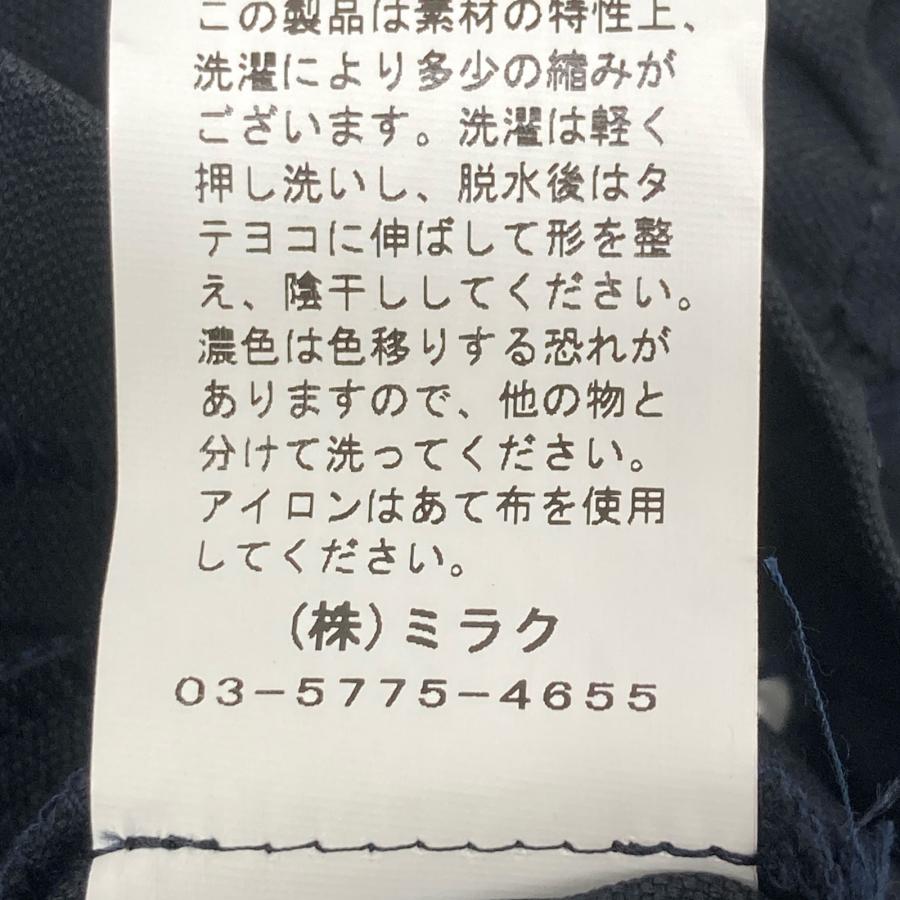 この製品は素材の特性上、
洗濯により多少の縮みが
ございます。洗濯は軽く
押し洗いし、脱水後はタ
テヨコに伸ばして形を整
え、陰干ししてください。
濃色は色移りする恐れが
ありますので、他の物と
分けて洗ってください。
アイロンはあて布を使用
してください。
(株)ミラク
03-5775-4655